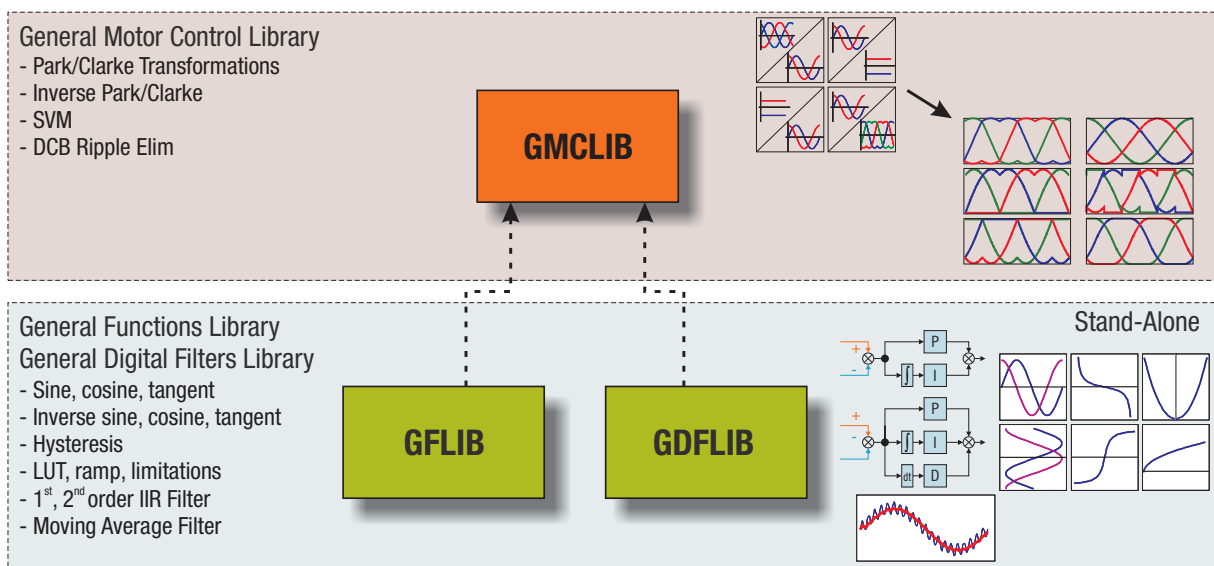 General Motor Control Library
- Park/Clarke Transformations
- Inverse Park/Clarke
- SVM
- DCB Ripple Elim
GMCLIB
General Functions Library
General Digital Filters Library
- Sine, cosine, tangent
- Inverse sine, cosine, tangent
- Hysteresis
- LUT, ramp, limitations
- 1st, 2nd order IIR Filter
- Moving Average Filter
GFLIB
GDFLIB
Stand-Alone
+
-
P
∫
I
+
-
P
∫
I
dt
D